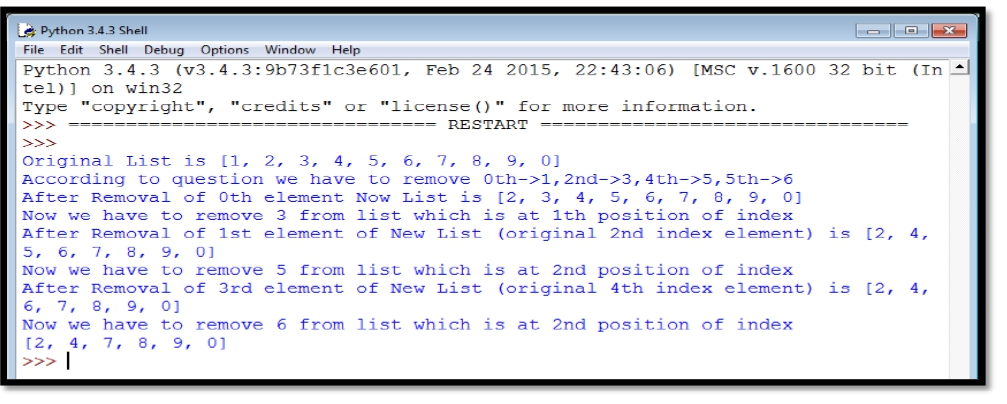 Python 3.4.3 Shell
File Edit Shell Debug Options Window Help
Python 3.4.3 (v3.4.3:9b73f1c3e601, Feb 24 2015, 22:43:06) [MSC v.1600 32 bit (In
tel)] on win32
Type "copyright", "credits" or "license()" for more information.
>>> ================================ RESTART ================================
>>>
Original List is [1, 2, 3, 4, 5, 6, 7, 8, 9, 0]
According to question we have to remove 0th->1,2nd->3,4th->5,5th->6
After Removal of 0th element Now List is [2, 3, 4, 5, 6, 7, 8, 9, 0]
Now we have to remove 3 from list which is at 1th position of index
After Removal of 1st element of New List (original 2nd index element) is [2, 4,
5, 6, 7, 8, 9, 0]
Now we have to remove 5 from list which is at 2nd position of index
After Removal of 3rd element of New List (original 4th index element) is [2, 4,
6, 7, 8, 9, 0]
Now we have to remove 6 from list which is at 2nd position of index
[2, 4, 7, 8, 9, 0]
>>>